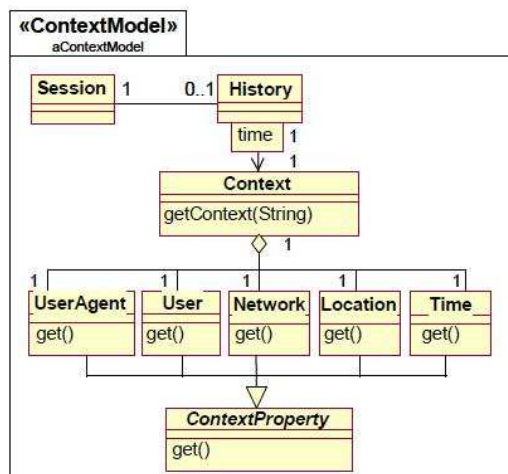 «ContextModel»
aContextModel
Session 1 0..1 History
time 1
1
Context
getContext(String)
1
1 1 1 1 1
UserAgent User Network Location Time
get() get() get() get() get()
ContextProperty
get()